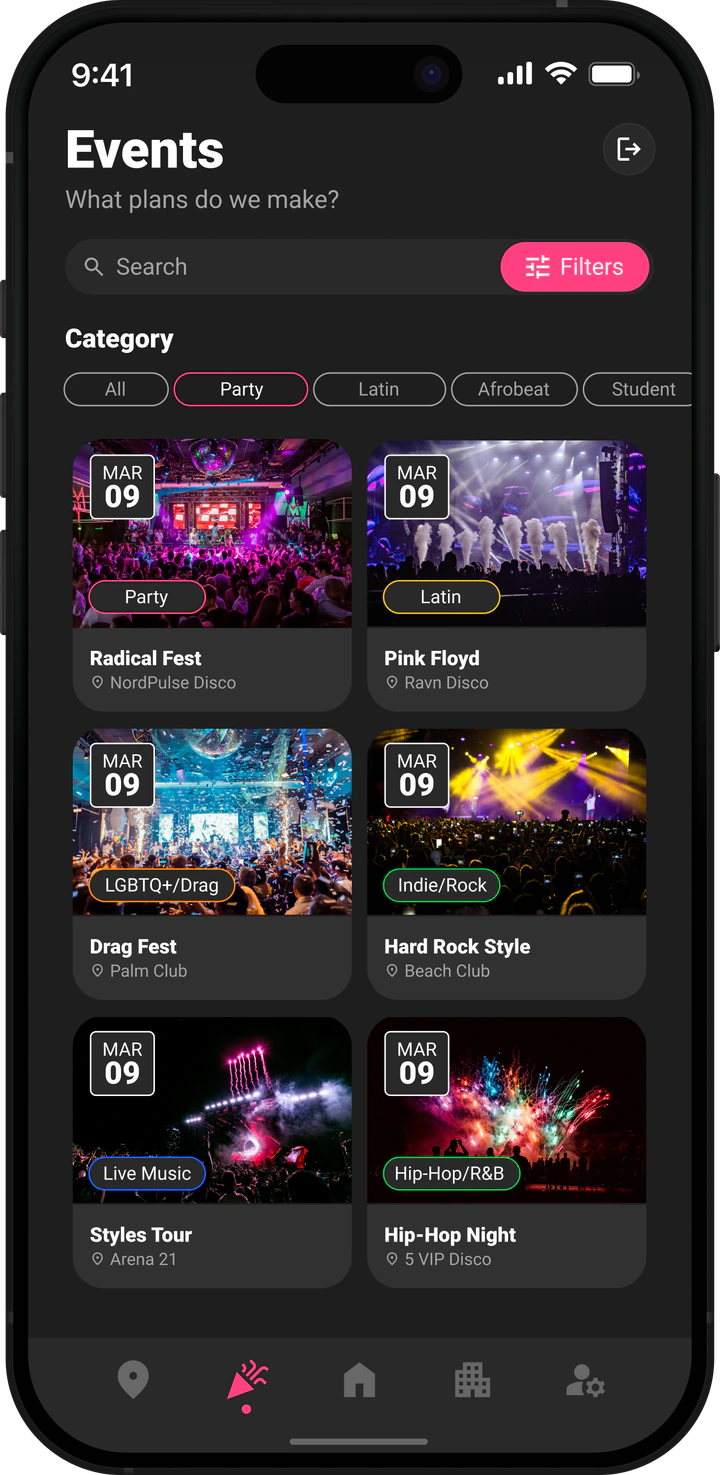 9:41
Events
What plans do we make?
Search
Filters
Category
All
Party
Latin
Afrobeat
Student
MAR
09
Party
Radical Fest
NordPulse Disco
MAR
09
Latin
Pink Floyd
Ravn Disco
MAR
09
LGBTQ+/Drag
Drag Fest
Palm Club
MAR
09
Indie/Rock
Hard Rock Style
Beach Club
MAR
09
Live Music
Styles Tour
Arena 21
MAR
09
Hip-Hop/R&B
Hip-Hop Night
5 VIP Disco